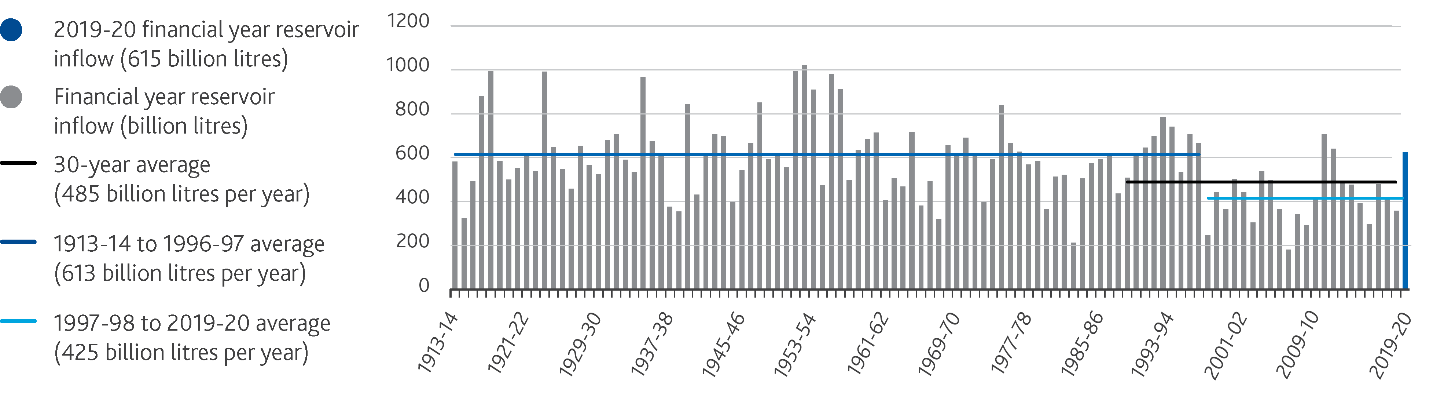 2019-20 financial year reservoir
inflow (615 billion litres)
Financial year reservoir
inflow (billion litres)
30-year average
(485 billion litres per year)
1913-14 to 1996-97 average
(613 billion litres per year)
1997-98 to 2019-20 average
(425 billion litres per year)
1200
1000
800
600
400
200
0
1913-14
1921-22
1929-30
1937-38
1945-46
1953-54
1961-62
1969-70
1977-78
1985-86
1993-94
2001-02
2009-10
2019-20